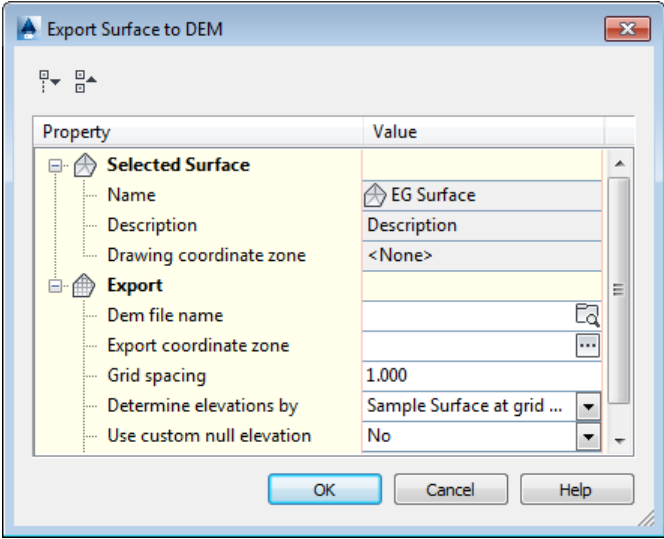 Export Surface to DEM
Property Value
Selected Surface
Name EG Surface
Description Description
Drawing coordinate zone <None>
Export
Dem file name
Export coordinate zone
Grid spacing 1.000
Determine elevations by Sample Surface at grid ...
Use custom null elevation No
OK Cancel Help